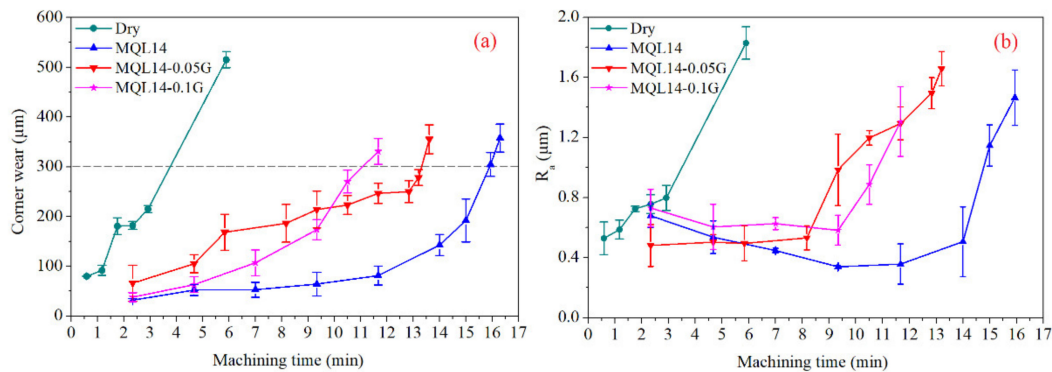 600
500
400
300
200
100
0
Corner wear (μm)
Dry
MQL14
MQL14-0.05G
MQL14-0.1G
(a)
0 1 2 3 4 5 6 7 8 9 10 11 12 13 14 15 16 17
Machining time (min)
2.0
1.6
1.2
0.8
0.4
0.0
Ra (μm)
Dry
MQL14
MQL14-0.05G
MQL14-0.1G
(b)
0 1 2 3 4 5 6 7 8 9 10 11 12 13 14 15 16 17
Machining time (min)